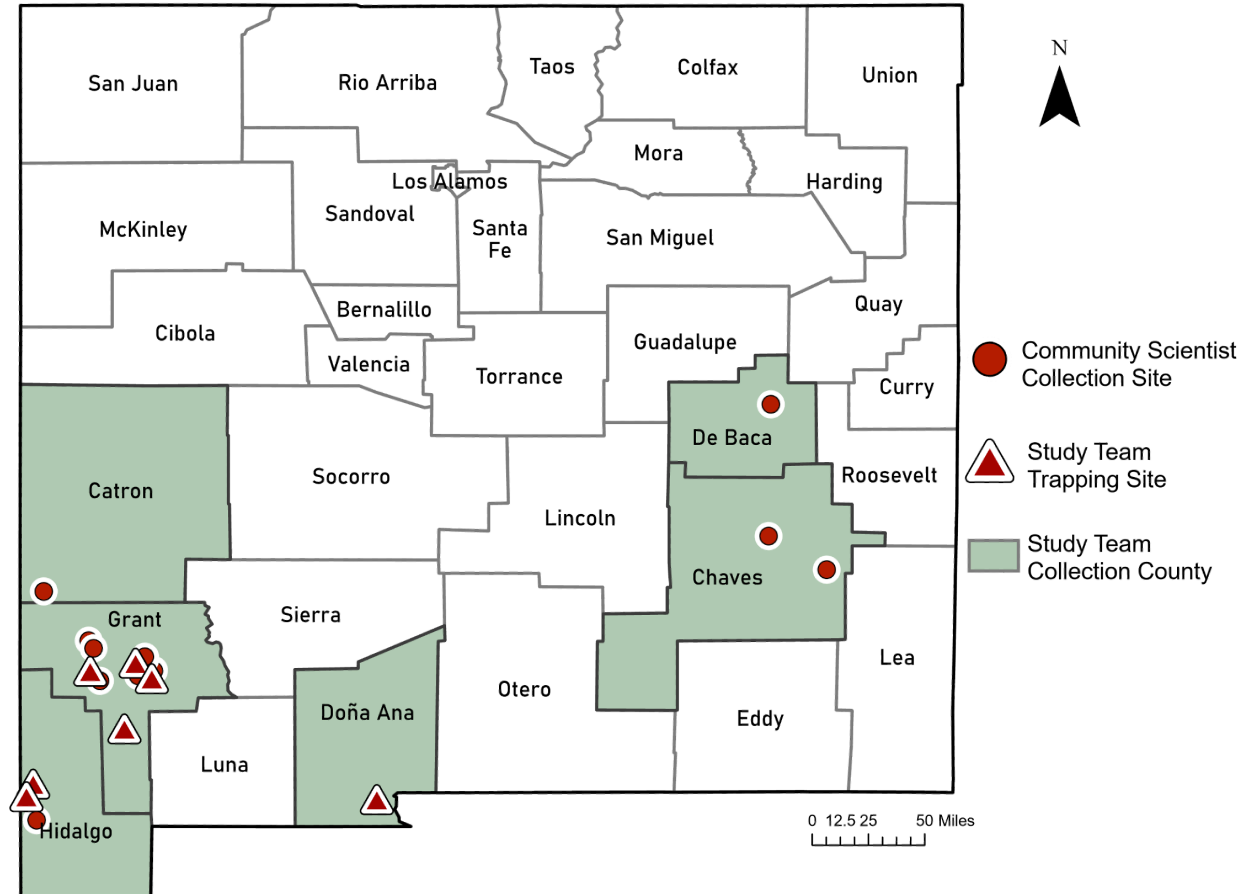 San Juan
Rio Arriba
Taos
Colfax
Union
N
Mora
Harding
Los Alamos
McKinley
Sandoval
Santa
Fe
San Miguel
Bernalillo
Quay
Cibola
Guadalupe
Valencia
Torrance
Curry
Community Scientist
Collection Site
De Baca
Catron
Socorro
Roosevelt
Study Team
Trapping Site
Lincoln
Chaves
Study Team
Collection County
Grant
Sierra
Lea
Otero
Doña Ana
Eddy
Luna
Hidalgo
0 12.5 25 50 Miles